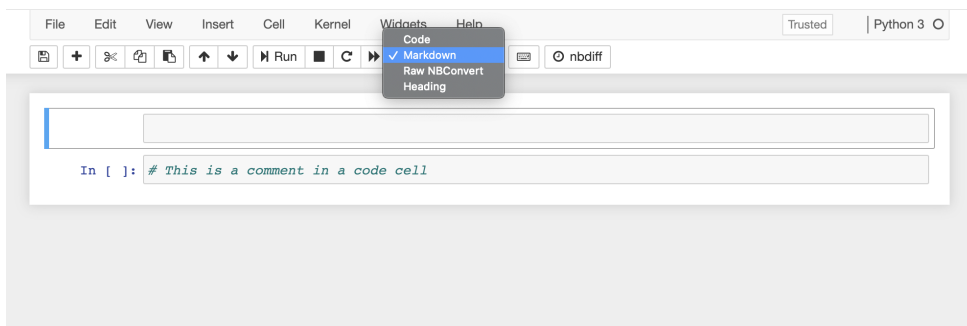 File Edit View Insert Cell Kernel Widgets Help Trusted Python 3
Run nbdiff
Code
✓ Markdown
Raw NBConvert
Heading
In [ ]: # This is a comment in a code cell